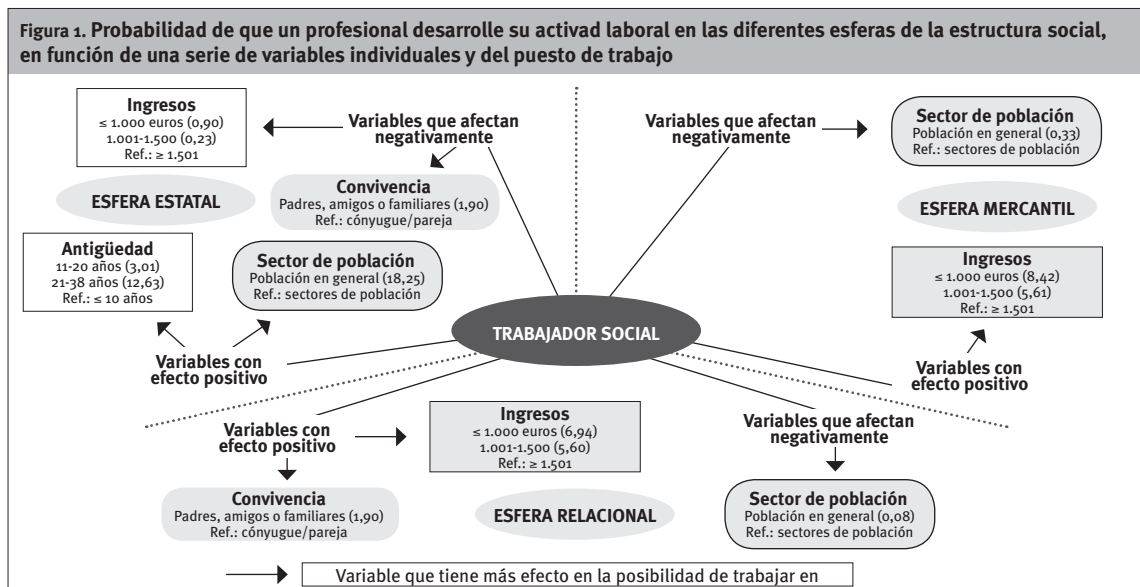 Figura 1. Probabilidad de que un profesional desarrolle su activad laboral en las diferentes esferas de la estructura social,
en función de una serie de variables individuales y del puesto de trabajo
Ingresos
≤ 1.000 euros (0,90)
1.001-1.500 (0,23)
Ref.: ≥ 1.501
Variables que afectan
negativamente
Convivencia
Padres, amigos o familiares (1,90)
Ref.: cónyugue/pareja
ESFERA ESTATAL
Antigüedad
11-20 años (3,01)
21-38 años (12,63)
Ref.: ≤ 10 años
Sector de población
Población en general (18,25)
Ref.: sectores de población
Variables con
efecto positivo
Variables que afectan
negativamente
Sector de población
Población en general (0,33)
Ref.: sectores de población
ESFERA MERCANTIL
Ingresos
≤ 1.000 euros (8,42)
1.001-1.500 (5,61)
Ref.: ≥ 1.501
Variables con
efecto positivo
TRABAJADOR SOCIAL
Variables con
efecto positivo
Ingresos
≤ 1.000 euros (6,94)
1.001-1.500 (5,60)
Ref.: ≥ 1.501
Convivencia
Padres, amigos o familiares (1,90)
Ref.: cónyugue/pareja
ESFERA RELACIONAL
Variables que afectan
negativamente
Sector de población
Población en general (0,08)
Ref.: sectores de población
Variable que tiene más efecto en la posibilidad de trabajar en